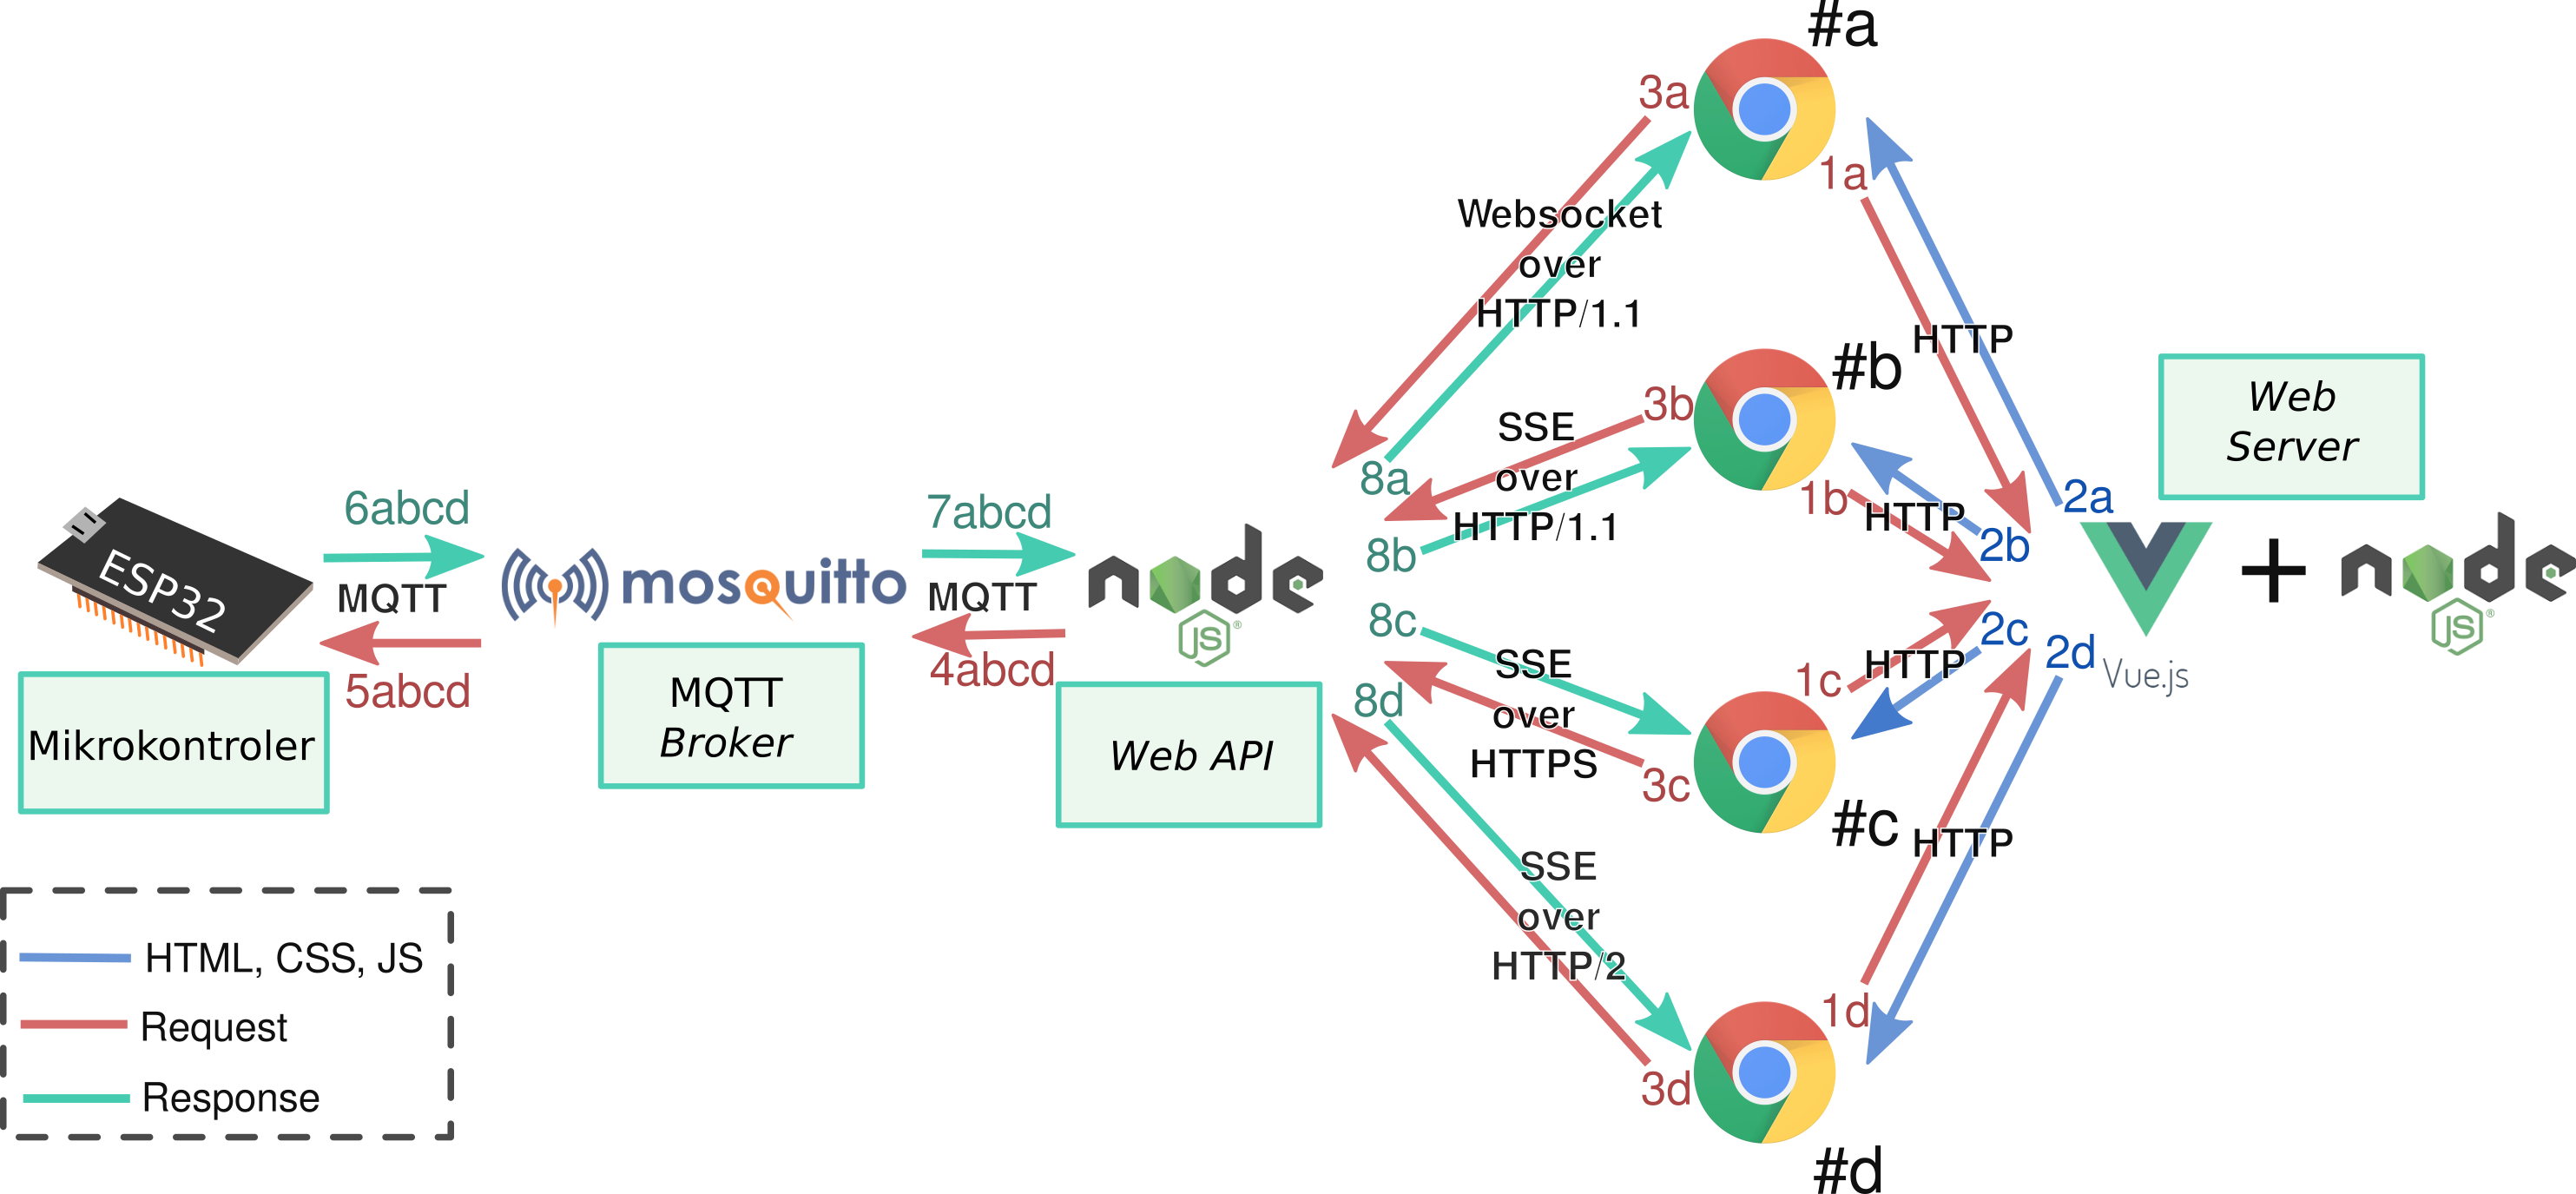 #a
3a
1a
Websocket
over
HTTP/1.1
HTTP
#b
3b
SSE
over
HTTP/1.1
1b
HTTP
8a
8b
2a
2b
Web
Server
6abcd
MQTT
5abcd
ESP32
Mikrokontroler
mosquitto
MQTT
Broker
7abcd
MQTT
4abcd
node
JS®
Web API
8c
8d
SSE
over
HTTPS
3c
1c
HTTP
#c
2c
2d
Vue.js
+
node
JS®
HTTP
SSE
over
HTTP/2
3d
1d
#d
HTML, CSS, JS
Request
Response